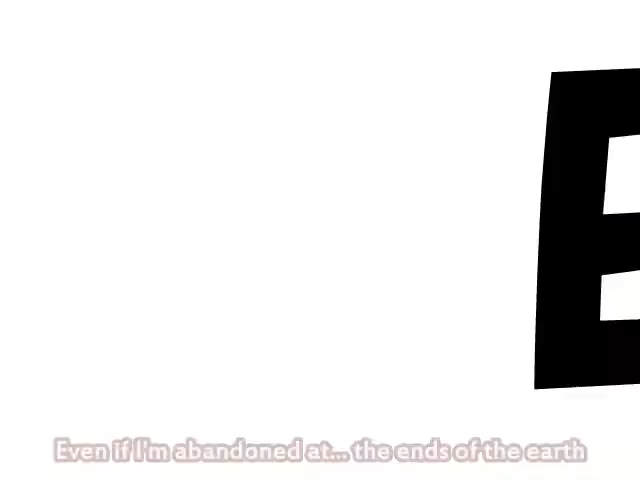 E
Even if I'm abandoned at... the ends of the earth